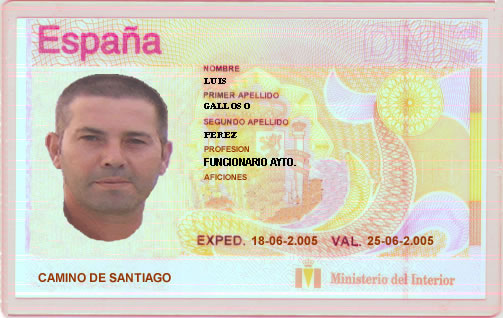 España
DNI
NOMBRE
LUIS
PRIMER APELLIDO
GALLOSO
SEGUNDO APELLIDO
PEREZ
PROFESION
FUNCIONARIO AYTO.
AFICIONES
EXPED. 18-06-2.005 VAL. 25-06-2.005
CAMINO DE SANTIAGO
Ministerio del Interior